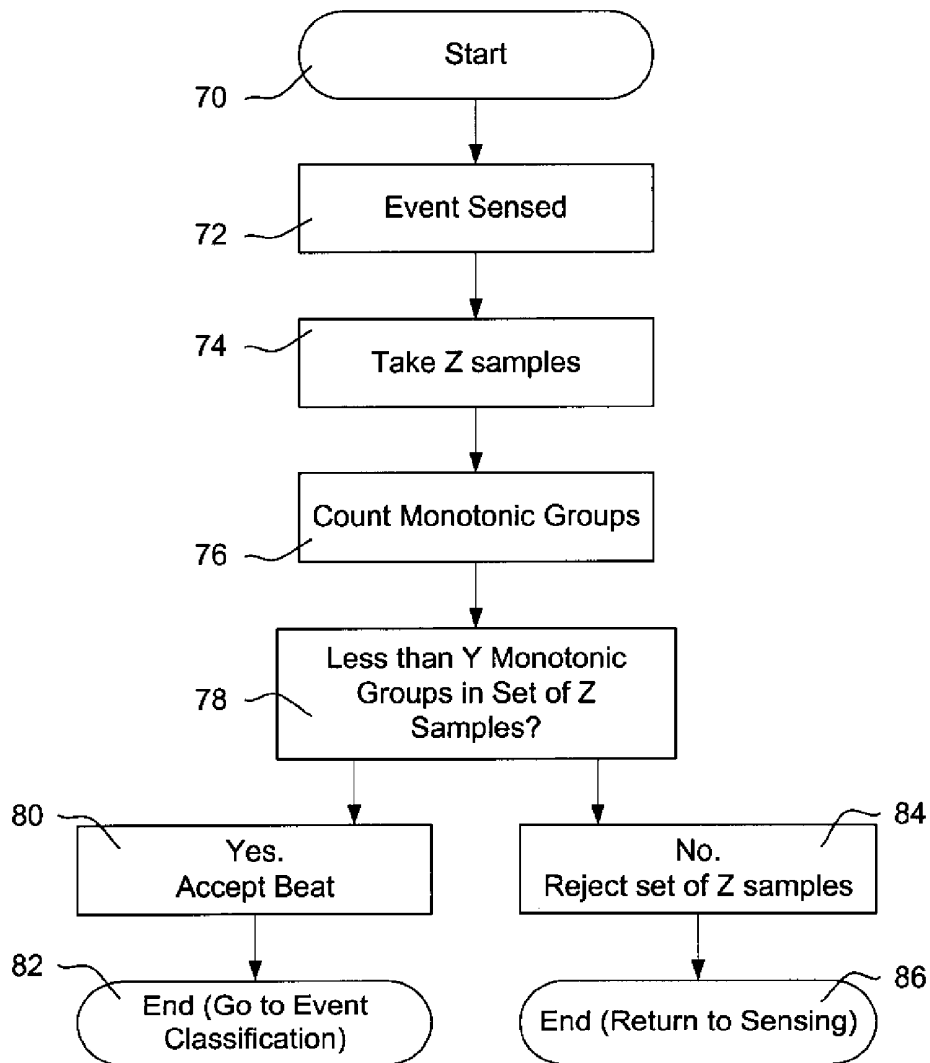 Start
70
Event Sensed
72
74
Take Z samples
Count Monotonic Groups
76
Less than Y Monotonic
Groups in Set of Z
Samples?
78
80
Yes.
Accept Beat
84
No.
Reject set of Z samples
82
End (Go to Event
Classification)
86
End (Return to Sensing)